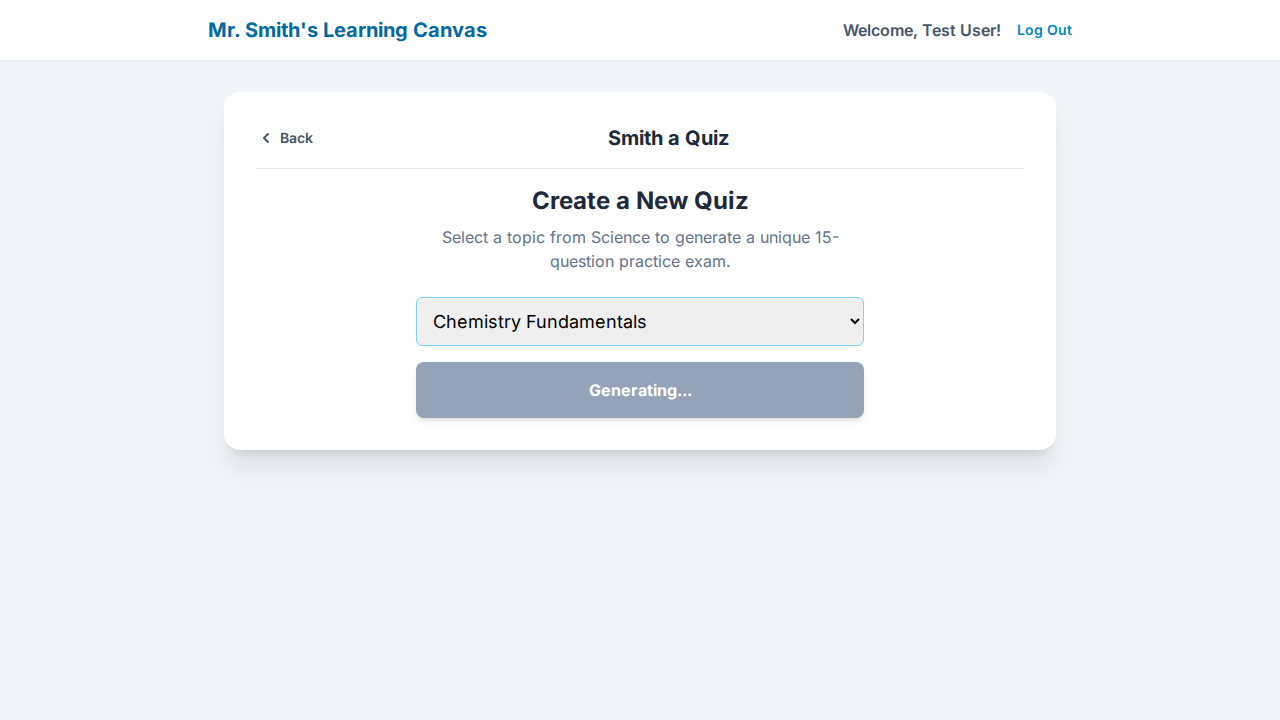 Mr. Smith's Learning Canvas
Welcome, Test User!
Log Out
Back
Smith a Quiz
Create a New Quiz
Select a topic from Science to generate a unique 15-
question practice exam.
Chemistry Fundamentals
Generating...